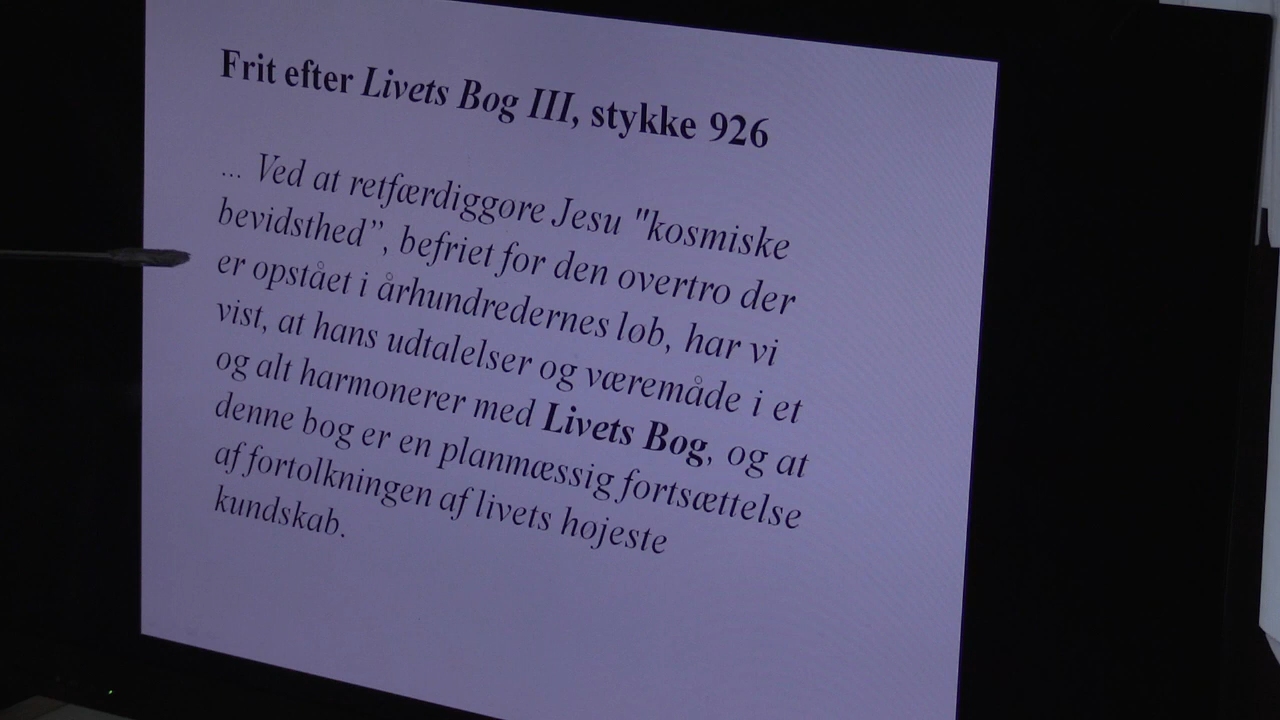 Frit efter Livets Bog III, stykke 926
... Ved at retfærdiggøre Jesu "kosmiske
bevidsthed”, befriet for den overtro der
er opstået i århundredernes løb, har vi
vist, at hans udtalelser og væremåde i et
og alt harmonerer med Livets Bog, og at
denne bog er en planmæssig fortsættelse
af fortolkningen af livets højeste
kundskab.